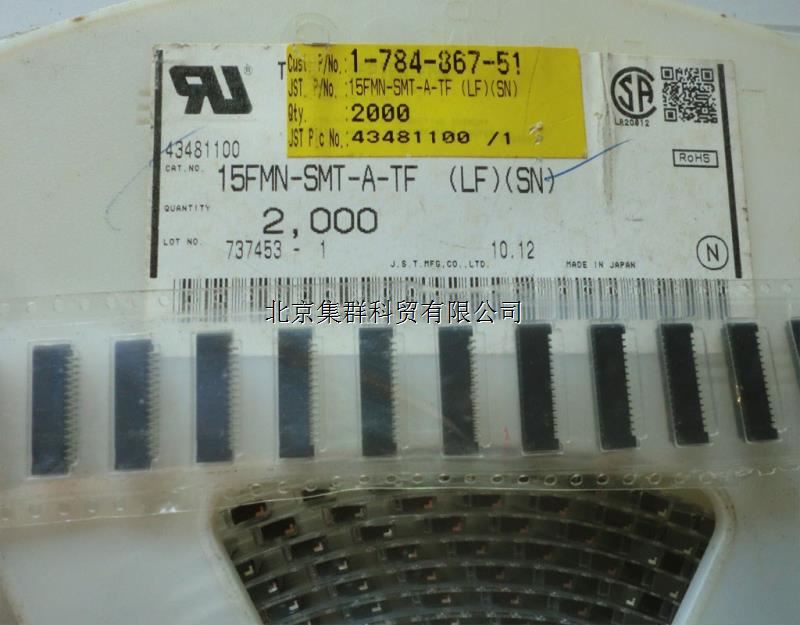 Cust. P/No.: 1-784-867-51
JST. P/No. :15FMN-SMT-A-TF (LF)(SN)
Qty. :2000
JST P/c No.:43481100 /1
LR20812
43481100
RoHS
CAT.NO. 15FMN-SMT-A-TF (LF)(SN)
QUANTITY 2,000
LOT NO. 737453 - 1 10.12
J.S.T.MFG.CO.,LTD. MADE IN JAPAN N
北京集群科贸有限公司